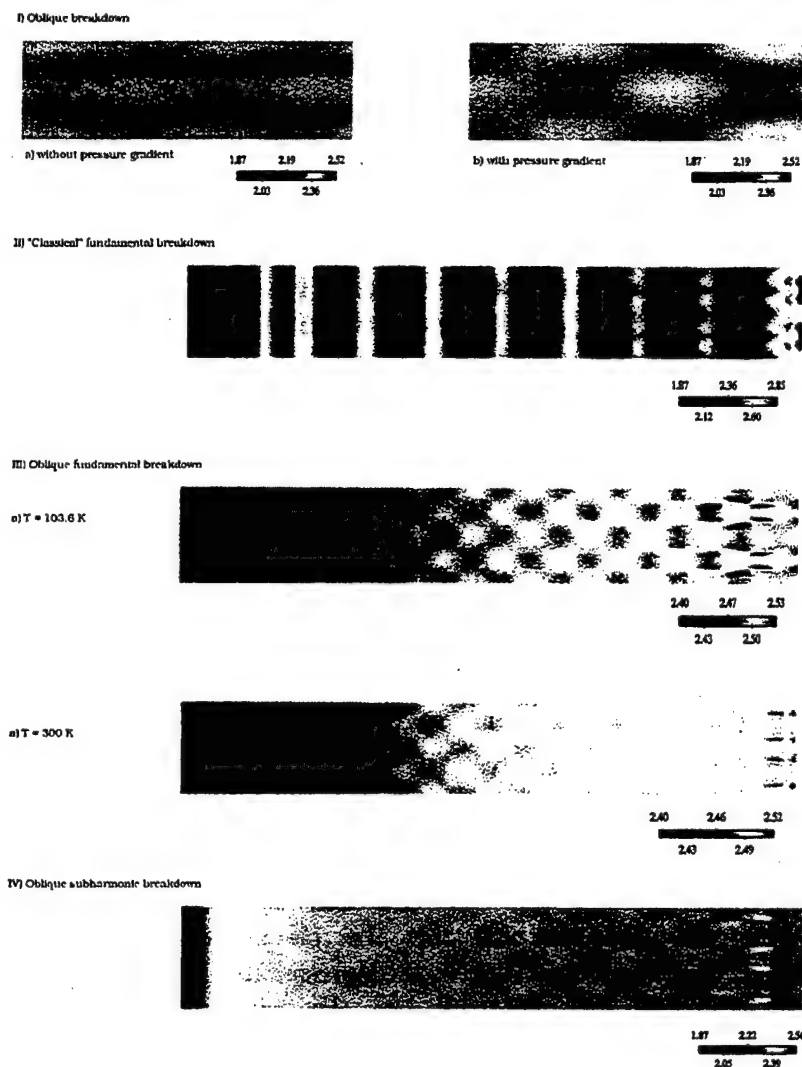 I) Oblique breakdown
a) without pressure gradient
1.87 2.19 2.52
2.03 2.36
b) with pressure gradient
1.87 2.19 2.52
2.03 2.36
II) "Classical" fundamental breakdown
1.87 2.36 2.85
2.12 2.60
III) Oblique fundamental breakdown
a) T = 103.6 K
2.40 2.47 2.53
2.43 2.50
a) T = 300 K
2.40 2.46 2.52
2.43 2.49
IV) Oblique subharmonic breakdown
1.87 2.22 2.56
2.05 2.39